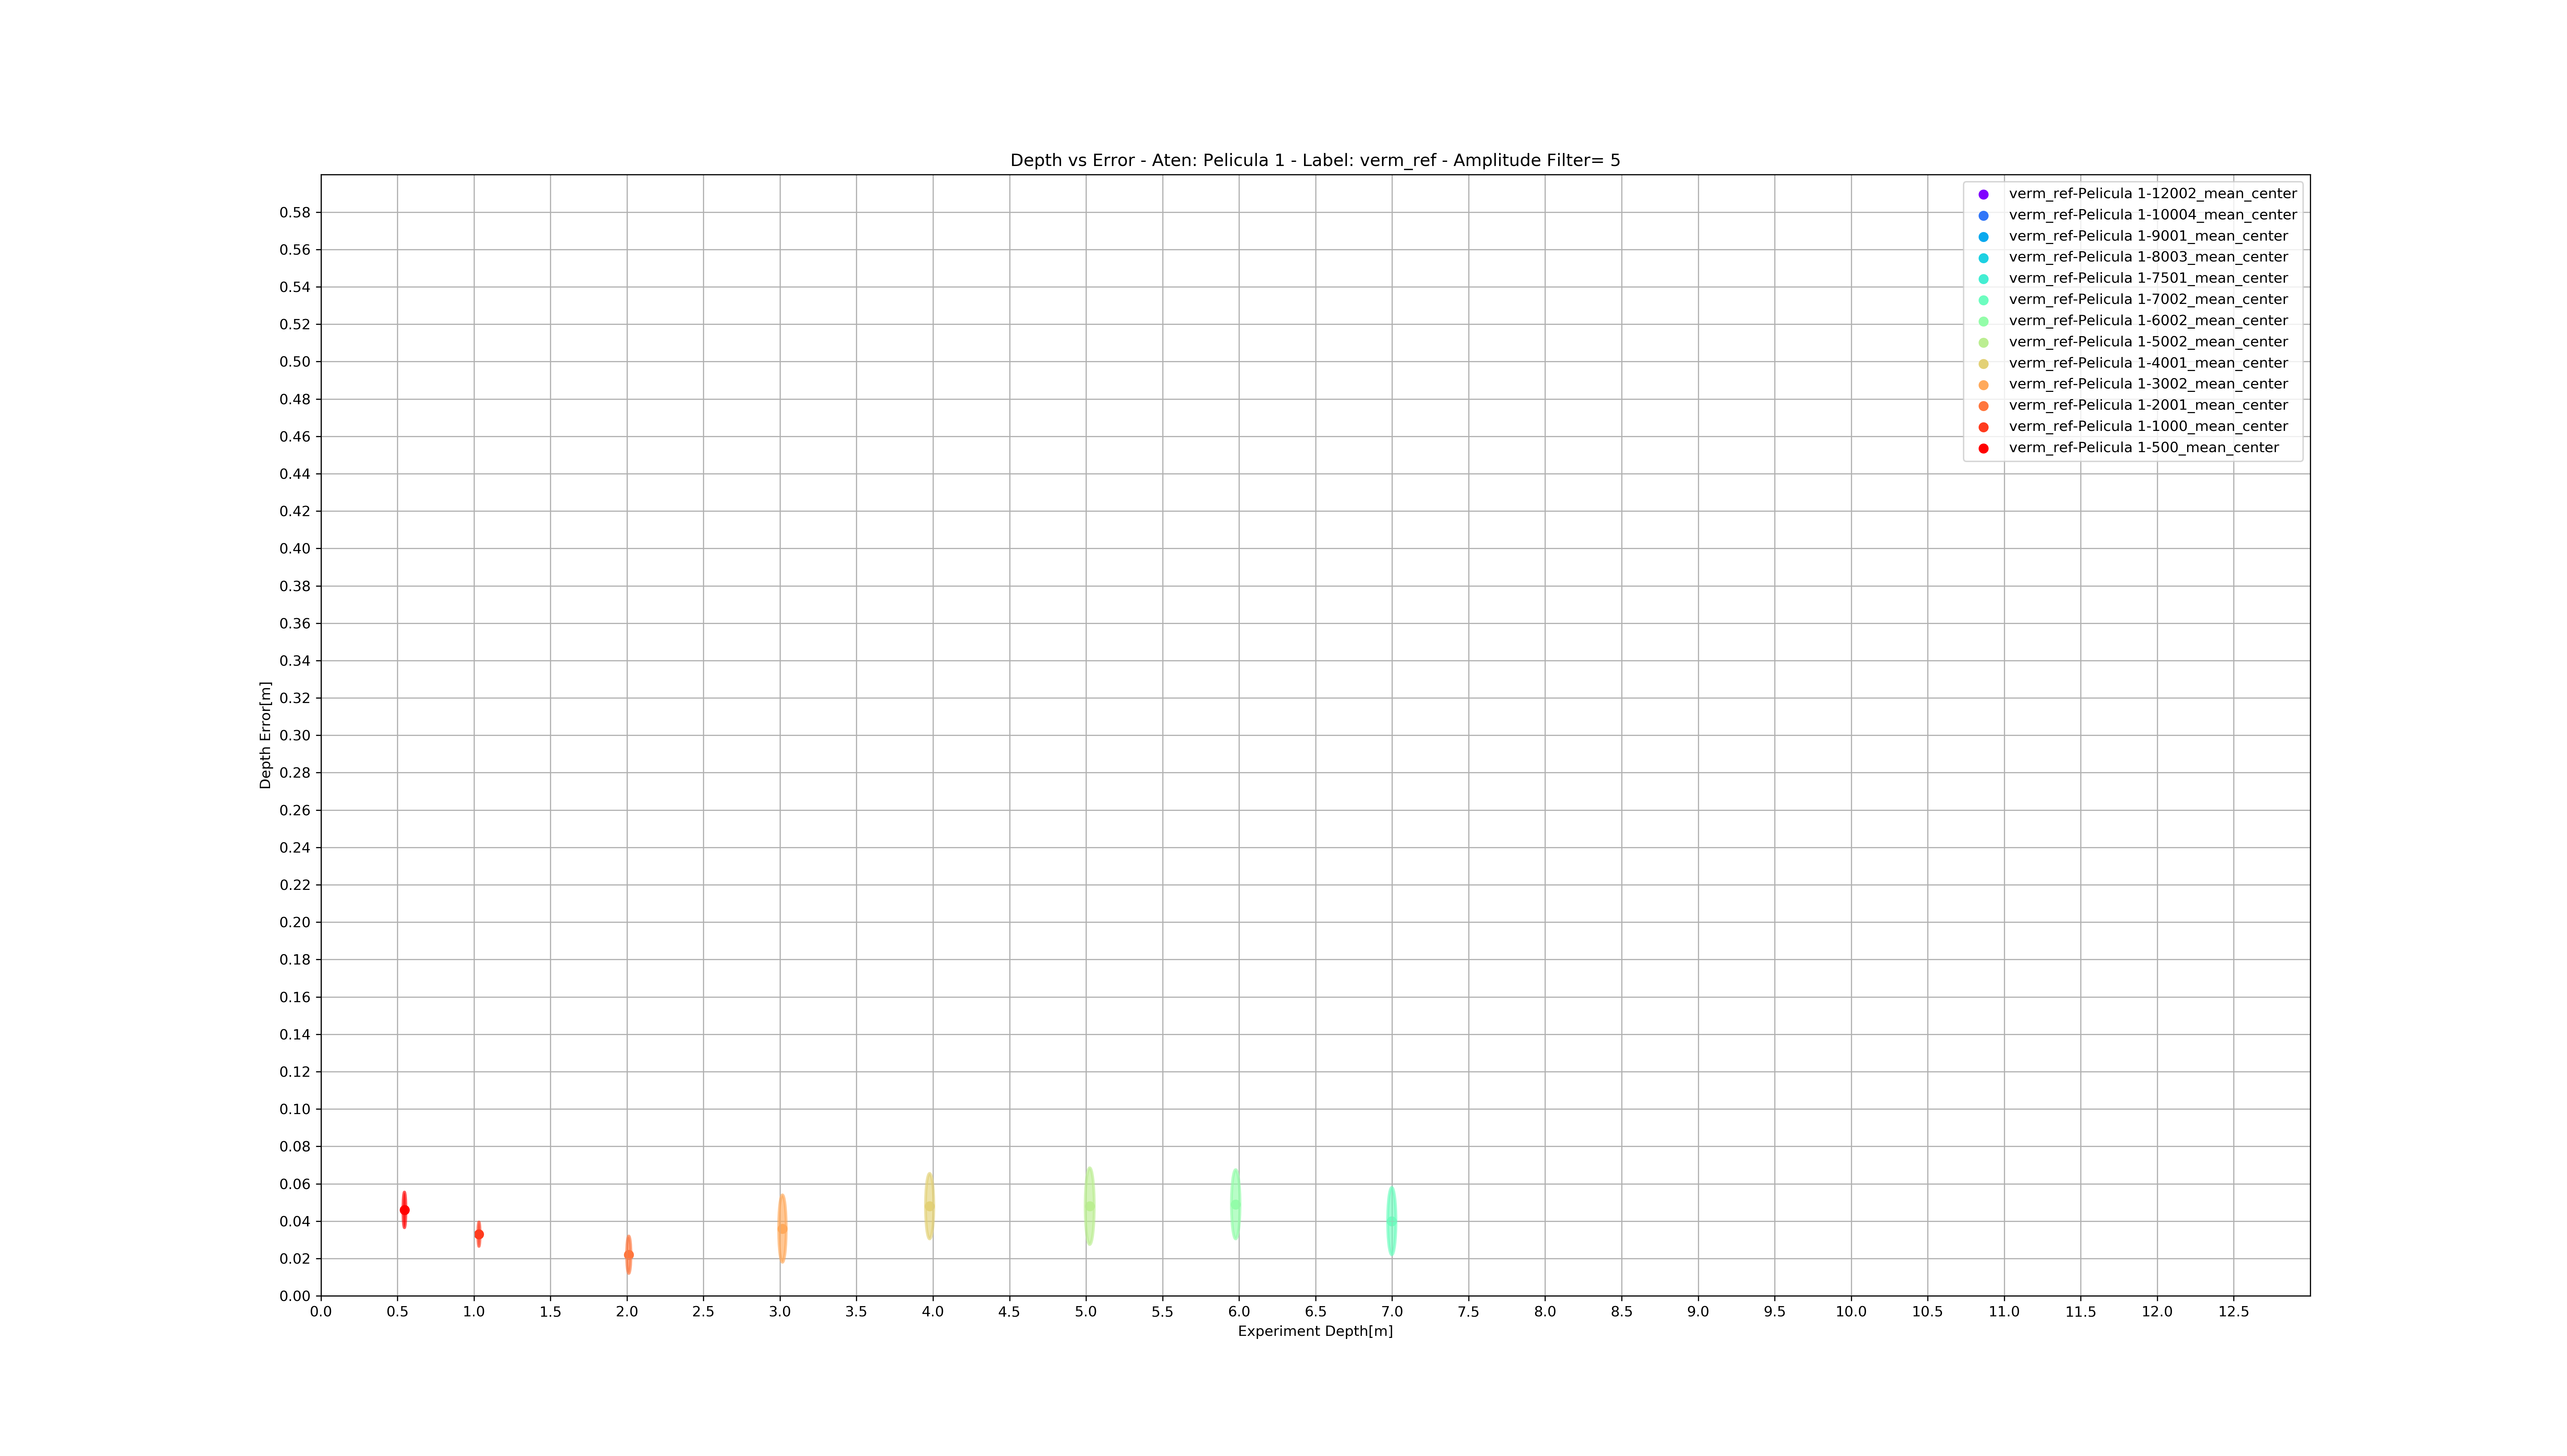 Depth vs Error - Aten: Pelicula 1 - Label: verm_ref - Amplitude Filter= 5
verm_ref-Pelicula 1-12002_mean_center
verm_ref-Pelicula 1-10004_mean_center
verm_ref-Pelicula 1-9001_mean_center
verm_ref-Pelicula 1-8003_mean_center
verm_ref-Pelicula 1-7501_mean_center
verm_ref-Pelicula 1-7002_mean_center
verm_ref-Pelicula 1-6002_mean_center
verm_ref-Pelicula 1-5002_mean_center
verm_ref-Pelicula 1-4001_mean_center
verm_ref-Pelicula 1-3002_mean_center
verm_ref-Pelicula 1-2001_mean_center
verm_ref-Pelicula 1-1000_mean_center
verm_ref-Pelicula 1-500_mean_center
Depth Error[m]
0.58
0.56
0.54
0.52
0.50
0.48
0.46
0.44
0.42
0.40
0.38
0.36
0.34
0.32
0.30
0.28
0.26
0.24
0.22
0.20
0.18
0.16
0.14
0.12
0.10
0.08
0.06
0.04
0.02
0.00
0.0 0.5 1.0 1.5 2.0 2.5 3.0 3.5 4.0 4.5 5.0 5.5 6.0 6.5 7.0 7.5 8.0 8.5 9.0 9.5 10.0 10.5 11.0 11.5 12.0 12.5
Experiment Depth[m]